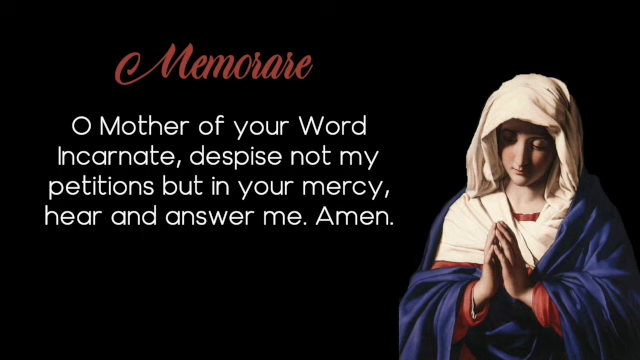 Memorare
O Mother of your Word
Incarnate, despise not my
petitions but in your mercy,
hear and answer me. Amen.